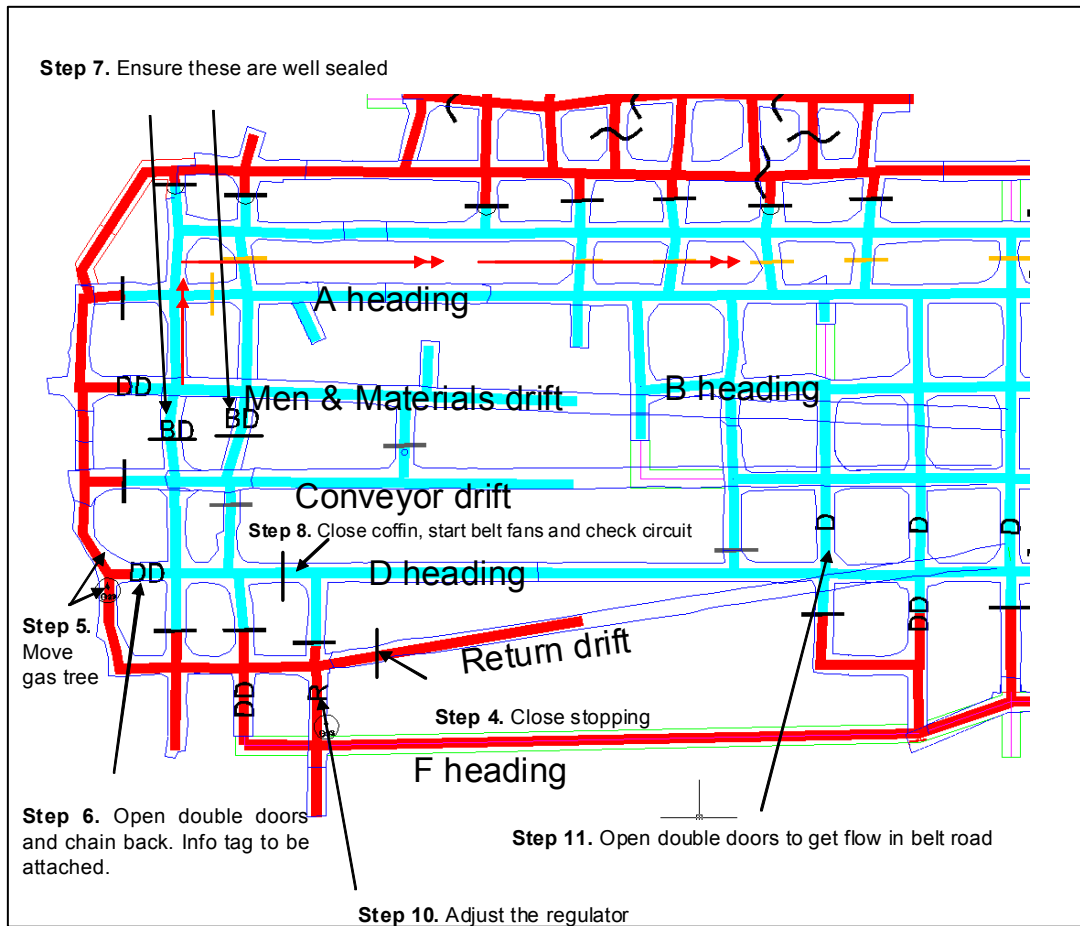 Step 7. Ensure these are well sealed
A heading
DD
Men & Materials drift
B heading
BD
BD
Conveyor drift
Step 8. Close coffin, start belt fans and check circuit
D
D
D
DD
D heading
Step 5.
Move
gas tree
DD
Return drift
DD
R
Step 4. Close stopping
F heading
Step 6. Open double doors
and chain back. Info tag to be
attached.
Step 11. Open double doors to get flow in belt road
Step 10. Adjust the regulator